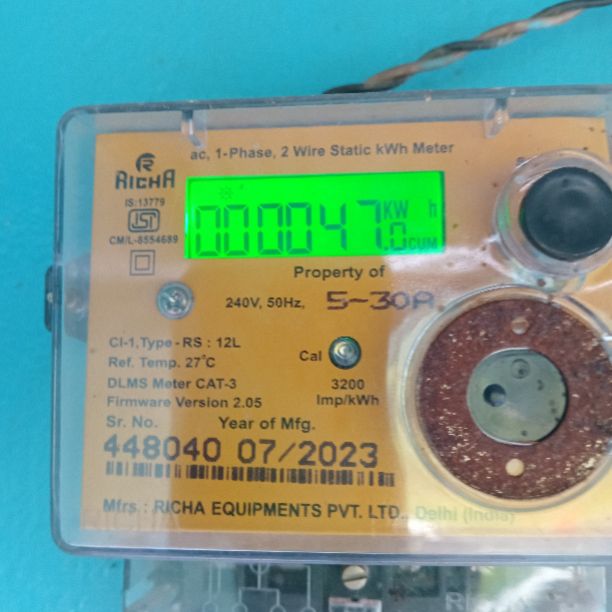 ac, 1-Phase, 2 Wire Static kWh Meter
RICHA
IS:13779
ISI
CM/L-8554689
000047.0 KW h
CUM
Property of
240V, 50Hz, 5-30A
Cl-1,Type - RS : 12L
Ref. Temp. 27°C
Cal
DLMS Meter CAT-3
3200
Firmware Version 2.05
Imp/kWh
Sr. No. Year of Mfg.
448040 07/2023
Mfrs : RICHA EQUIPMENTS PVT. LTD., Delhi (India)